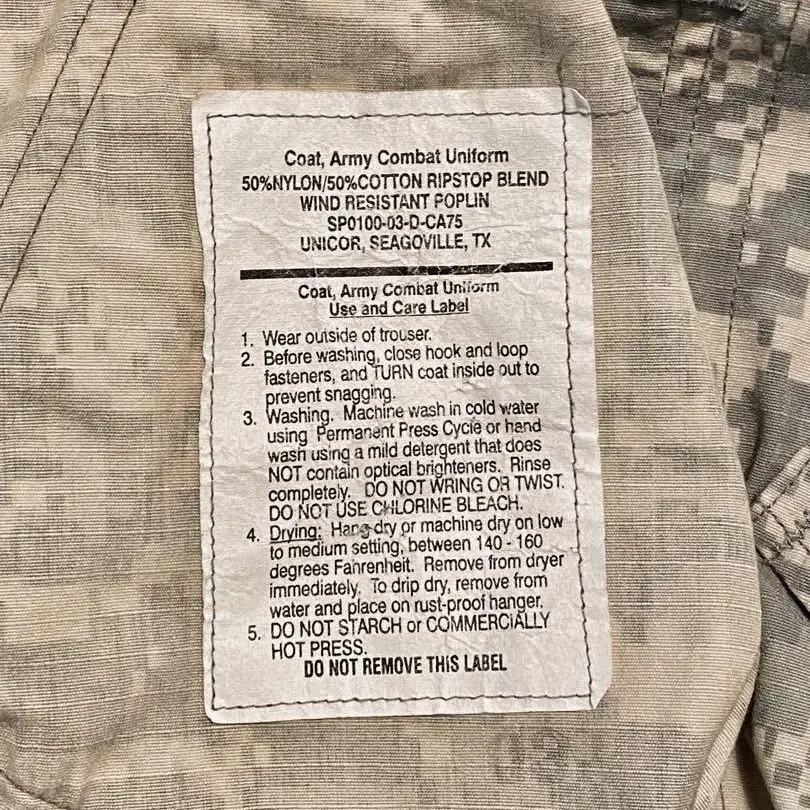 Coat, Army Combat Uniform
50%NYLON/50%COTTON RIPSTOP BLEND
WIND RESISTANT POPLIN
SP0100-03-D-CA75
UNICOR, SEAGOVILLE, TX
Coat, Army Combat Uniform
Use and Care Label
1. Wear outside of trouser.
2. Before washing, close hook and loop
fasteners, and TURN coat inside out to
prevent snagging.
3. Washing. Machine wash in cold water
using Permanent Press Cycle or hand
wash using a mild detergent that does
NOT contain optical brighteners. Rinse
completely. DO NOT WRING OR TWIST.
DO NOT USE CHLORINE BLEACH.
4. Drying: Hang dry or machine dry on low
to medium setting, between 140 - 160
degrees Fahrenheit. Remove from dryer
immediately. To drip dry, remove from
water and place on rust-proof hanger.
5. DO NOT STARCH or COMMERCIALLY
HOT PRESS.
DO NOT REMOVE THIS LABEL